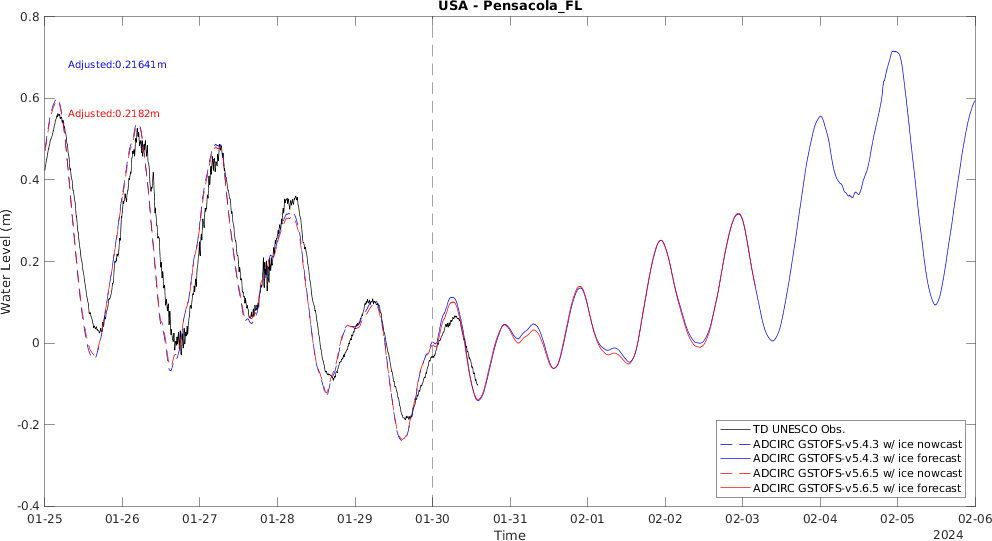 USA - Pensacola_FL
0.8
0.6
0.4
0.2
0
-0.2
-0.4
Water Level (m)
Adjusted:0.21641m
Adjusted:0.2182m
TD UNESCO Obs.
ADCIRC GSTOFS-v5.4.3 w/ ice nowcast
ADCIRC GSTOFS-v5.4.3 w/ ice forecast
ADCIRC GSTOFS-v5.6.5 w/ ice nowcast
ADCIRC GSTOFS-v5.6.5 w/ ice forecast
01-25 01-26 01-27 01-28 01-29 01-30 01-31 02-01 02-02 02-03 02-04 02-05 02-06
Time
2024